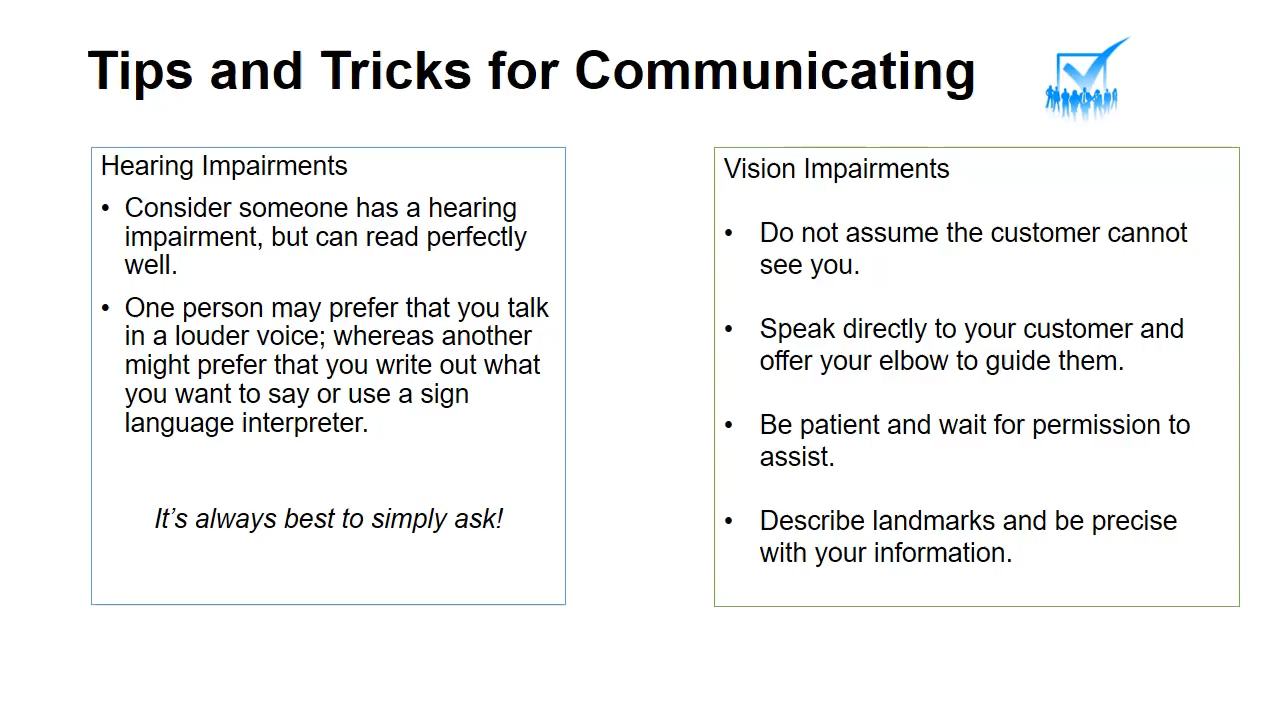 Tips and Tricks for Communicating
Hearing Impairments
• Consider someone has a hearing
impairment, but can read perfectly
well.
• One person may prefer that you talk
in a louder voice; whereas another
might prefer that you write out what
you want to say or use a sign
language interpreter.
It’s always best to simply ask!
Vision Impairments
• Do not assume the customer cannot
see you.
• Speak directly to your customer and
offer your elbow to guide them.
• Be patient and wait for permission to
assist.
• Describe landmarks and be precise
with your information.